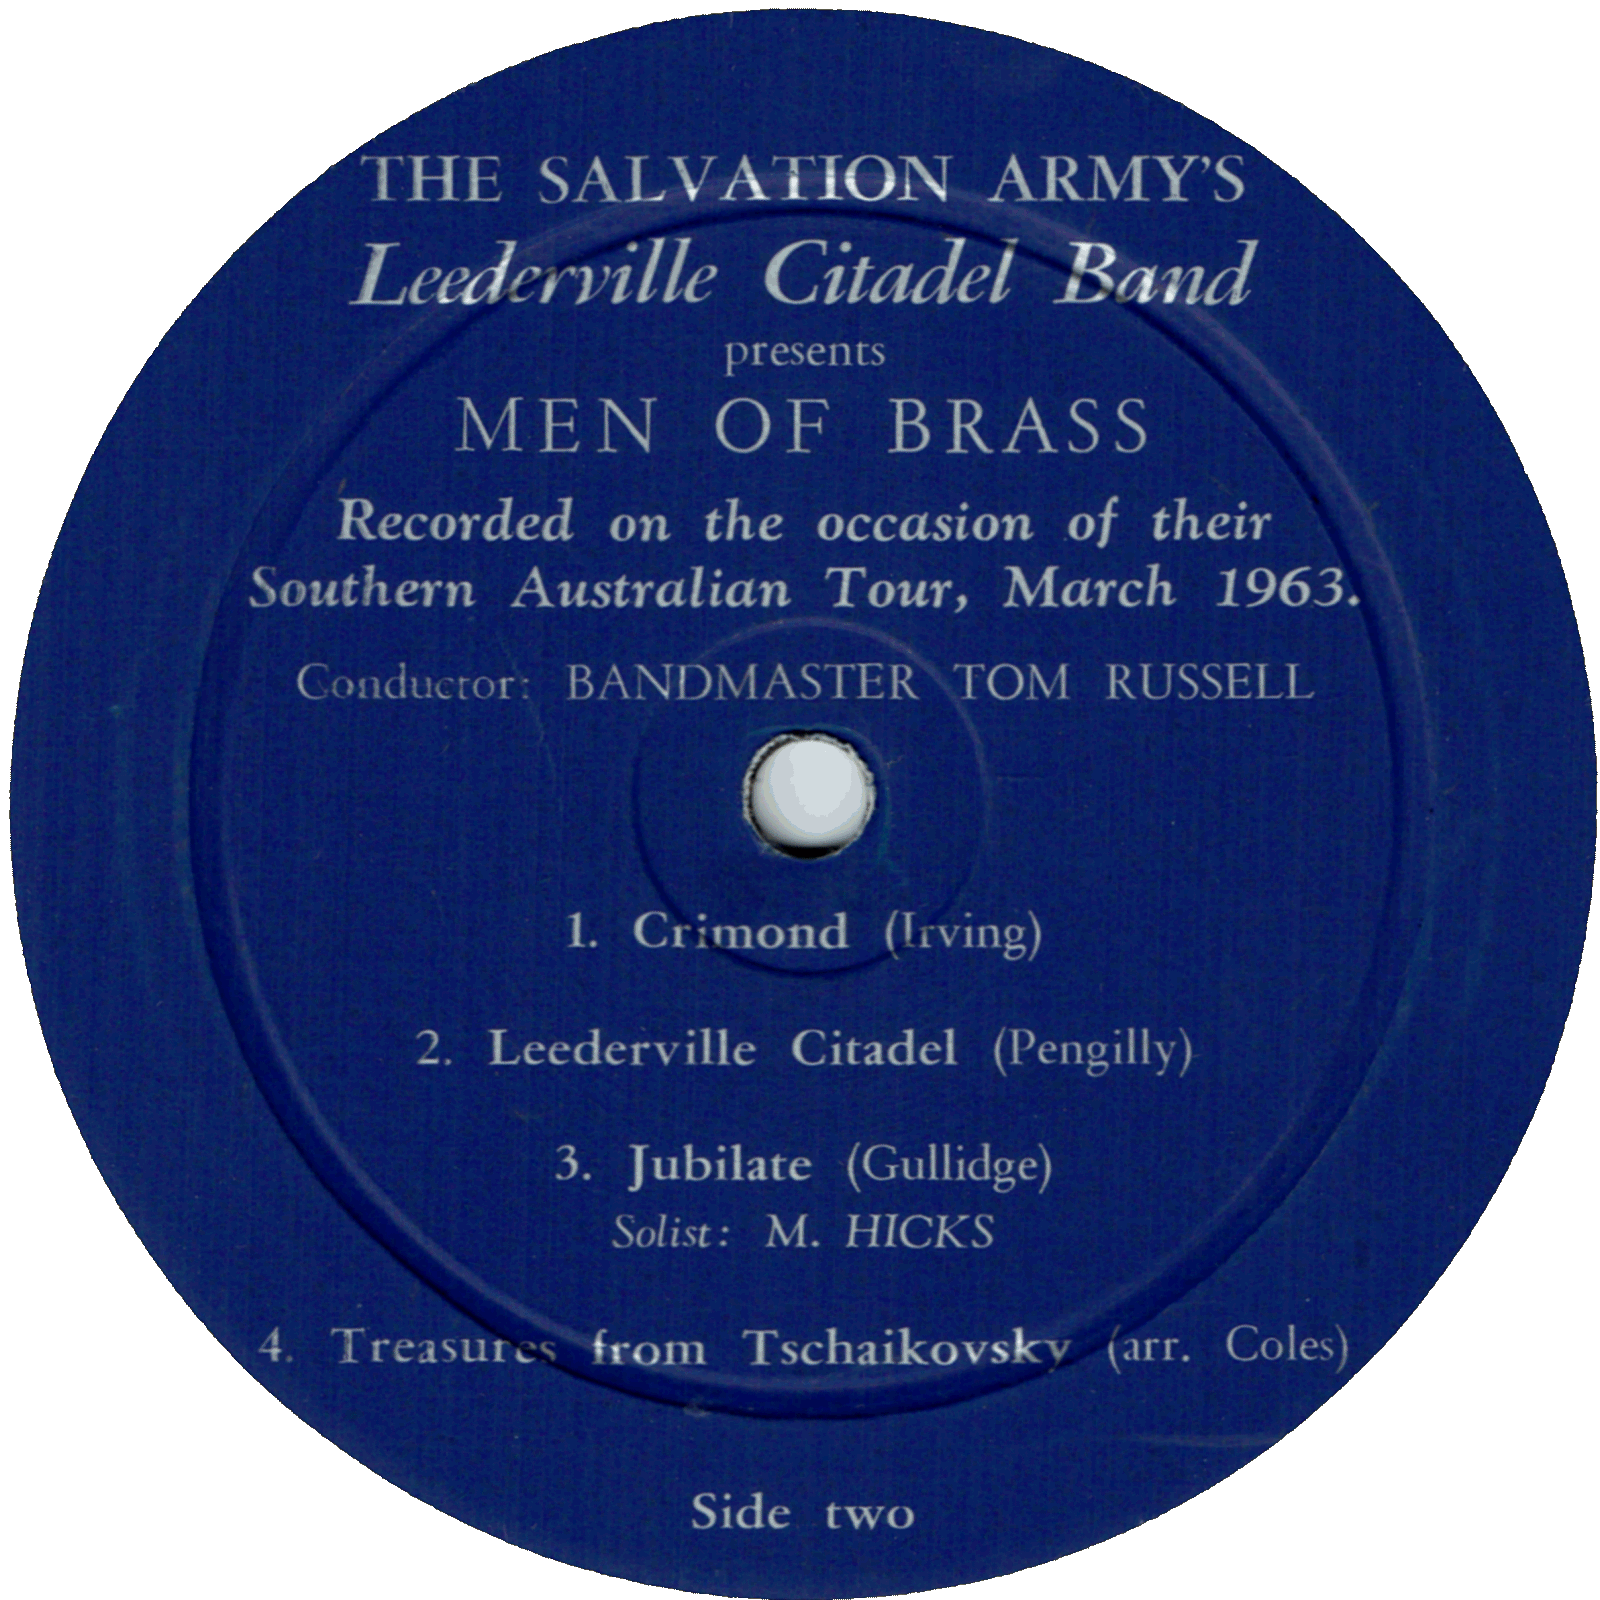 THE SALVATION ARMY'S
Leederville Citadel Band
presents
MEN OF BRASS
Recorded on the occasion of their
Southern Australian Tour, March 1963.
Conductor: BANDMASTER TOM RUSSELL
1. Crimond (Irving)
2. Leederville Citadel (Pengilly)
3. Jubilate (Gullidge)
Solist: M. HICKS
4. Treasures from Tschaikovsky (arr. Coles)
Side two